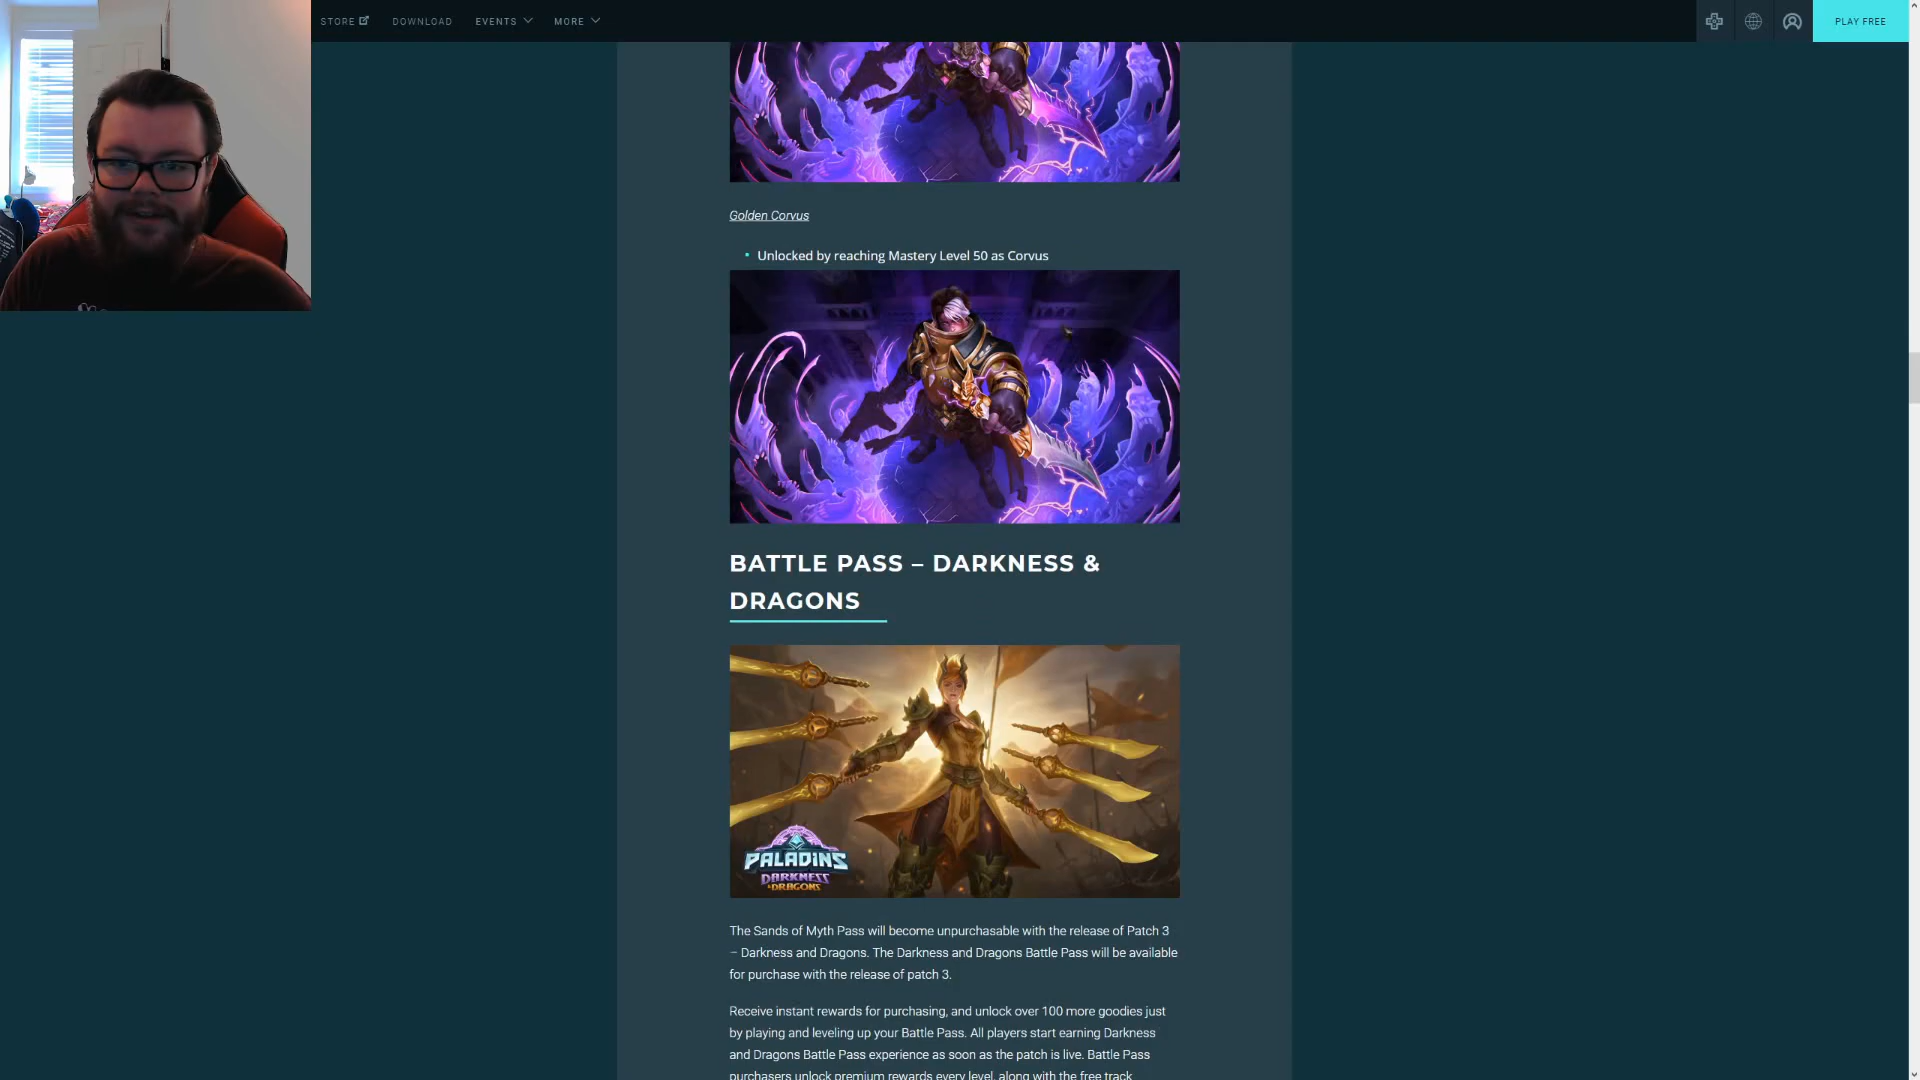 STORE DOWNLOAD EVENTS MORE PLAY FREE
Golden Corvus
• Unlocked by reaching Mastery Level 50 as Corvus
BATTLE PASS – DARKNESS &
DRAGONS
PALADINS
DARKNESS
& DRAGONS
The Sands of Myth Pass will become unpurchasable with the release of Patch 3
– Darkness and Dragons. The Darkness and Dragons Battle Pass will be available
for purchase with the release of patch 3.
Receive instant rewards for purchasing, and unlock over 100 more goodies just
by playing and leveling up your Battle Pass. All players start earning Darkness
and Dragons Battle Pass experience as soon as the patch is live. Battle Pass
purchasers unlock premium rewards every level, along with the free track